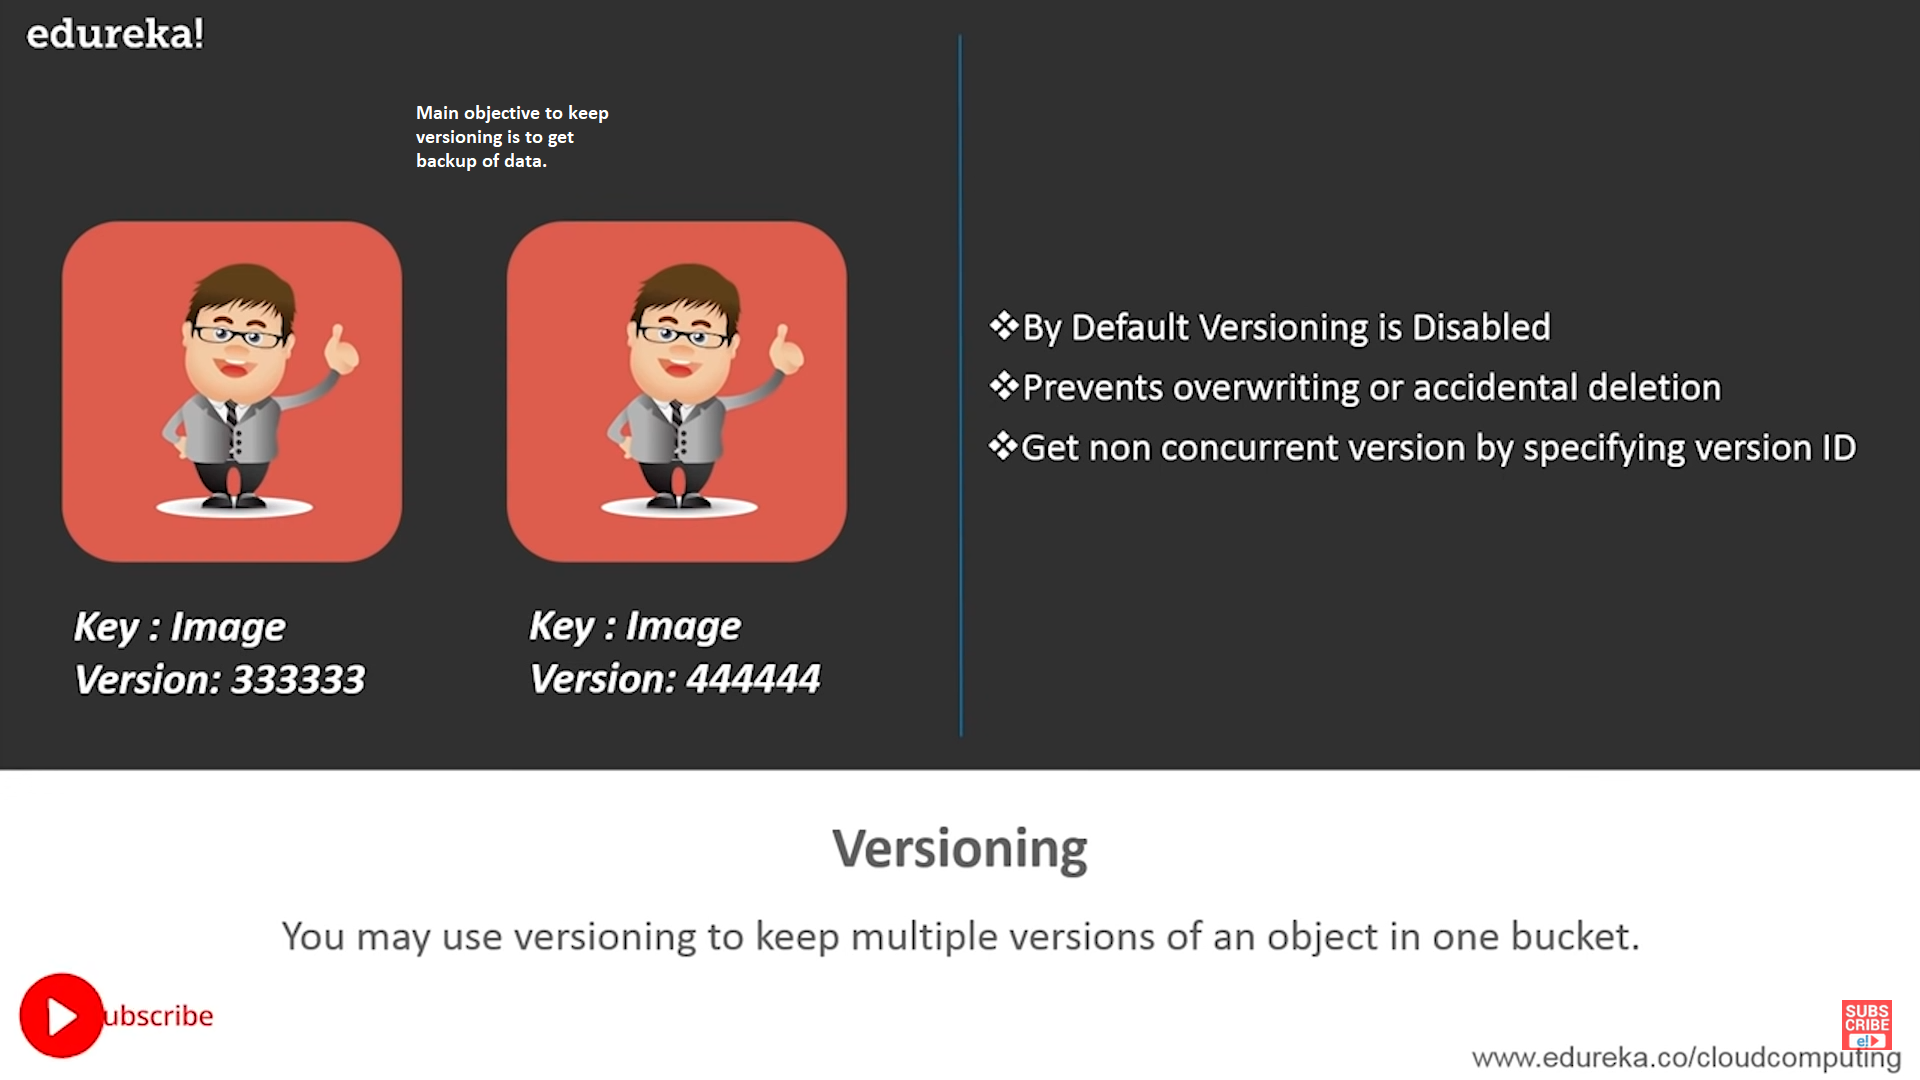 edureka!
Main objective to keep
versioning is to get
backup of data.
Key : Image
Version: 333333
Key : Image
Version: 444444
❖By Default Versioning is Disabled
❖Prevents overwriting or accidental deletion
❖Get non concurrent version by specifying version ID
Versioning
You may use versioning to keep multiple versions of an object in one bucket.
ubscribe
SUBS
CRIBE
e!
www.edureka.co/cloudcomputing